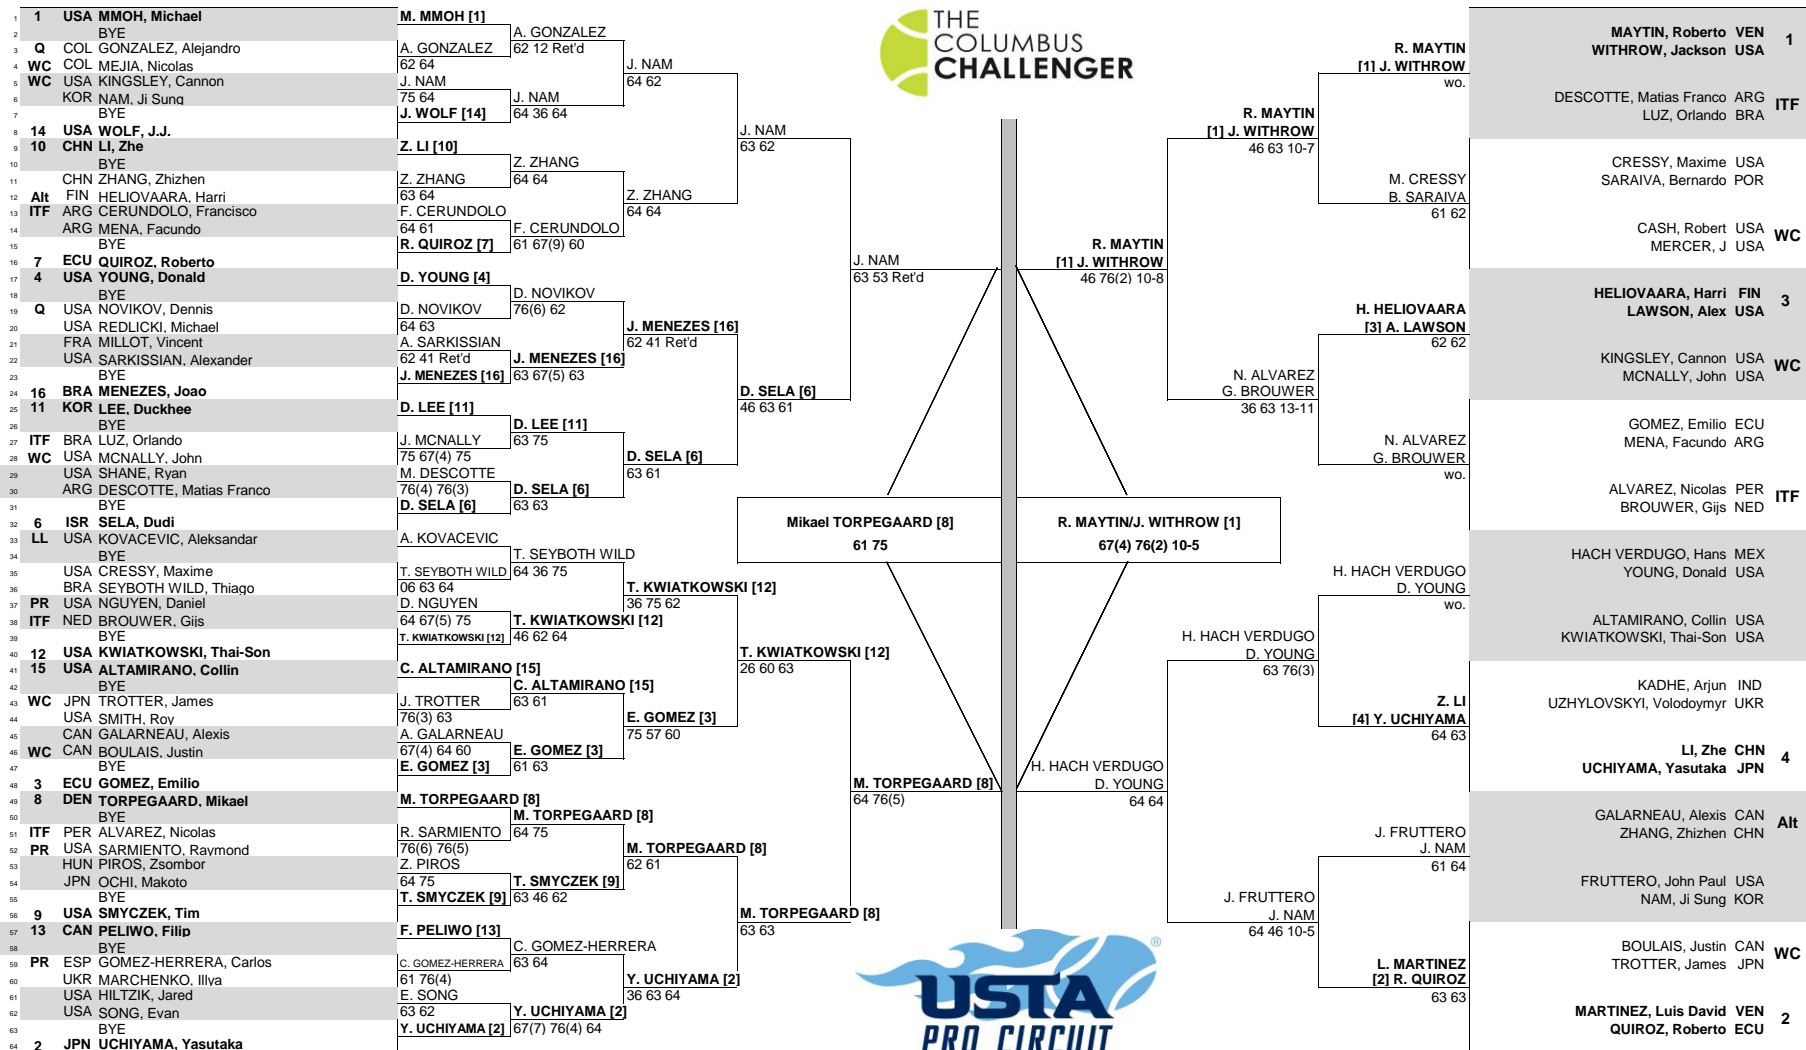 THE
COLUMBUS
CHALLENGER
1 1 USA MMOH, Michael
2 BYE
3 Q COL GONZALEZ, Alejandro
4 WC COL MEJIA, Nicolas
5 WC USA KINGSLEY, Cannon
6 KOR NAM, Ji Sung
7 BYE
8 14 USA WOLF, J.J.
9 10 CHN LI, Zhe
10 BYE
11 CHN ZHANG, Zhizhen
12 Alt FIN HELIOVAARA, Harri
13 ITF ARG CERUNDOLO, Francisco
14 ARG MENA, Facundo
15 BYE
16 7 ECU QUIROZ, Roberto
17 4 USA YOUNG, Donald
18 BYE
19 Q USA NOVIKOV, Dennis
20 USA REDLICKI, Michael
21 FRA MILLOT, Vincent
22 USA SARKISSIAN, Alexander
23 BYE
24 16 BRA MENEZES, Joao
25 11 KOR LEE, Duckhee
26 BYE
27 ITF BRA LUZ, Orlando
28 WC USA MCNALLY, John
29 USA SHANE, Ryan
30 ARG DESCOTTE, Matias Franco
31 BYE
32 6 ISR SELA, Dudi
33 LL USA KOVACEVIC, Aleksandar
34 BYE
35 USA CRESSY, Maxime
36 BRA SEYBOTH WILD, Thiago
37 PR USA NGUYEN, Daniel
38 ITF NED BROUWER, Gijs
39 BYE
40 12 USA KWIATKOWSKI, Thai-Son
41 15 USA ALTAMIRANO, Collin
42 BYE
43 WC JPN TROTTER, James
44 USA SMITH, Roy
45 CAN GALARNEAU, Alexis
46 WC CAN BOULAIS, Justin
47 BYE
48 3 ECU GOMEZ, Emilio
49 8 DEN TORPEGAARD, Mikael
50 BYE
51 ITF PER ALVAREZ, Nicolas
52 PR USA SARMIENTO, Raymond
53 HUN PIROS, Zsombor
54 JPN OCHI, Makoto
55 BYE
56 9 USA SMYCZEK, Tim
57 13 CAN PELIWO, Filip
58 BYE
59 PR ESP GOMEZ-HERRERA, Carlos
60 UKR MARCHENKO, Illya
61 USA HILTZIK, Jared
62 USA SONG, Evan
63 BYE
64 2 JPN UCHIYAMA, Yasutaka
M. MMOH [1]
A. GONZALEZ
62 64
J. NAM
75 64
J. WOLF [14]
Z. LI [10]
Z. ZHANG
63 64
F. CERUNDOLO
64 61
R. QUIROZ [7]
D. YOUNG [4]
D. NOVIKOV
64 63
A. SARKISSIAN
62 41 Ret'd
J. MENEZES [16]
D. LEE [11]
J. MCNALLY
75 67(4) 75
M. DESCOTTE
76(4) 76(3)
D. SELA [6]
A. KOVACEVIC
T. SEYBOTH WILD
06 63 64
D. NGUYEN
64 67(5) 75
T. KWIATKOWSKI [12]
C. ALTAMIRANO [15]
J. TROTTER
76(3) 63
A. GALARNEAU
67(4) 64 60
E. GOMEZ [3]
M. TORPEGAARD [8]
R. SARMIENTO
76(6) 76(5)
Z. PIROS
64 75
T. SMYCZEK [9]
F. PELIWO [13]
C. GOMEZ-HERRERA
61 76(4)
E. SONG
63 62
Y. UCHIYAMA [2]
A. GONZALEZ
62 12 Ret'd
J. NAM
64 36 64
Z. ZHANG
64 64
F. CERUNDOLO
61 67(9) 60
D. NOVIKOV
76(6) 62
J. MENEZES [16]
63 67(5) 63
D. LEE [11]
63 75
D. SELA [6]
63 63
T. SEYBOTH WILD
64 36 75
T. KWIATKOWSKI [12]
46 62 64
C. ALTAMIRANO [15]
63 61
E. GOMEZ [3]
61 63
M. TORPEGAARD [8]
64 75
T. SMYCZEK [9]
63 46 62
C. GOMEZ-HERRERA
63 64
Y. UCHIYAMA [2]
67(7) 76(4) 64
J. NAM
64 62
Z. ZHANG
64 64
J. MENEZES [16]
62 41 Ret'd
D. SELA [6]
63 61
T. KWIATKOWSKI [12]
36 75 62
E. GOMEZ [3]
75 57 60
M. TORPEGAARD [8]
62 61
Y. UCHIYAMA [2]
36 63 64
J. NAM
63 62
D. SELA [6]
46 63 61
T. KWIATKOWSKI [12]
26 60 63
M. TORPEGAARD [8]
63 63
J. NAM
63 53 Ret'd
M. TORPEGAARD [8]
64 76(5)
Mikael TORPEGAARD [8]
61 75
R. MAYTIN/J. WITHROW [1]
67(4) 76(2) 10-5
R. MAYTIN
[1] J. WITHROW
46 76(2) 10-8
H. HACH VERDUGO
D. YOUNG
64 64
R. MAYTIN
[1] J. WITHROW
46 63 10-7
N. ALVAREZ
G. BROUWER
36 63 13-11
H. HACH VERDUGO
D. YOUNG
63 76(3)
J. FRUTTERO
J. NAM
64 46 10-5
R. MAYTIN
[1] J. WITHROW
wo.
M. CRESSY
B. SARAIVA
61 62
H. HELIOVAARA
[3] A. LAWSON
62 62
N. ALVAREZ
G. BROUWER
wo.
H. HACH VERDUGO
D. YOUNG
wo.
Z. LI
[4] Y. UCHIYAMA
64 63
J. FRUTTERO
J. NAM
61 64
L. MARTINEZ
[2] R. QUIROZ
63 63
MAYTIN, Roberto VEN 1
WITHROW, Jackson USA
DESCOTTE, Matias Franco ARG ITF
LUZ, Orlando BRA
CRESSY, Maxime USA
SARAIVA, Bernardo POR
CASH, Robert USA WC
MERCER, J USA
HELIOVAARA, Harri FIN 3
LAWSON, Alex USA
KINGSLEY, Cannon USA WC
MCNALLY, John USA
GOMEZ, Emilio ECU
MENA, Facundo ARG
ALVAREZ, Nicolas PER ITF
BROUWER, Gijs NED
HACH VERDUGO, Hans MEX
YOUNG, Donald USA
ALTAMIRANO, Collin USA
KWIATKOWSKI, Thai-Son USA
KADHE, Arjun IND
UZHYLOVSKYI, Volodoymyr UKR
LI, Zhe CHN 4
UCHIYAMA, Yasutaka JPN
GALARNEAU, Alexis CAN Alt
ZHANG, Zhizhen CHN
FRUTTERO, John Paul USA
NAM, Ji Sung KOR
BOULAIS, Justin CAN WC
TROTTER, James JPN
MARTINEZ, Luis David VEN 2
QUIROZ, Roberto ECU
®
USTA
PRO CIRCUIT